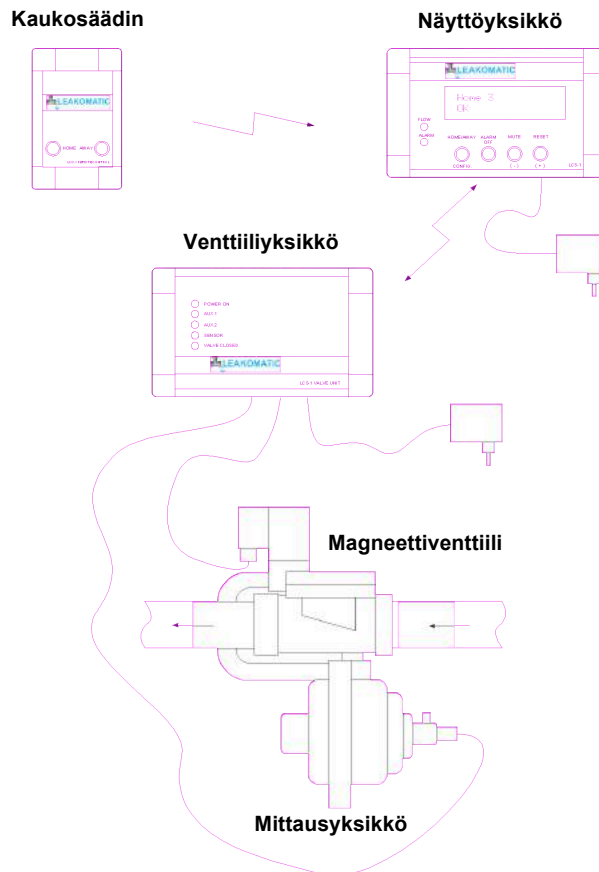 Kaukosäädin
Näyttöyksikkö
LEAKOMATIC
HOME AWAY
LEAKOMATIC
Home 3
Ok
FLOW
ALARM
HOME/AWAY ALARM OFF MUTE RESET
CONFIG. ( - ) ( + )
LCS-1
Venttiiliyksikkö
POWER ON
AUX.1
AUX.2
SENSOR
VALVE CLOSED
LEAKOMATIC
LCS-1 VALVE UNIT
Magneettiventtiili
Mittausyksikkö